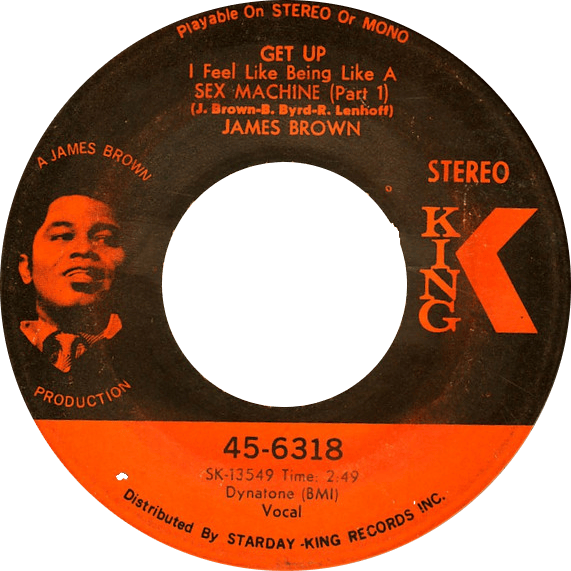 Playable On STEREO Or MONO
GET UP
I Feel Like Being Like A
SEX MACHINE (Part 1)
(J. Brown-B. Byrd-R. Lenhoff)
JAMES BROWN
A JAMES BROWN
PRODUCTION
STEREO
KING
45-6318
SK-13549 Time: 2:49
Dynatone (BMI)
Vocal
Distributed By STARDAY-KING RECORDS INC.